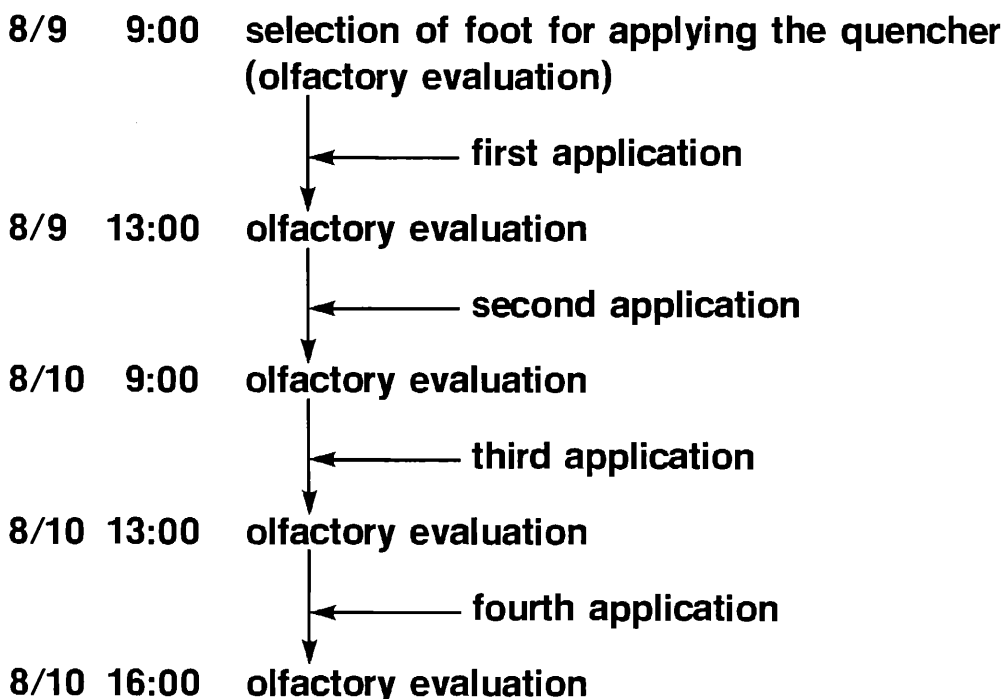 8/9 9:00 selection of foot for applying the quencher
(olfactory evaluation)
first application
8/9 13:00 olfactory evaluation
second application
8/10 9:00 olfactory evaluation
third application
8/10 13:00 olfactory evaluation
fourth application
8/10 16:00 olfactory evaluation